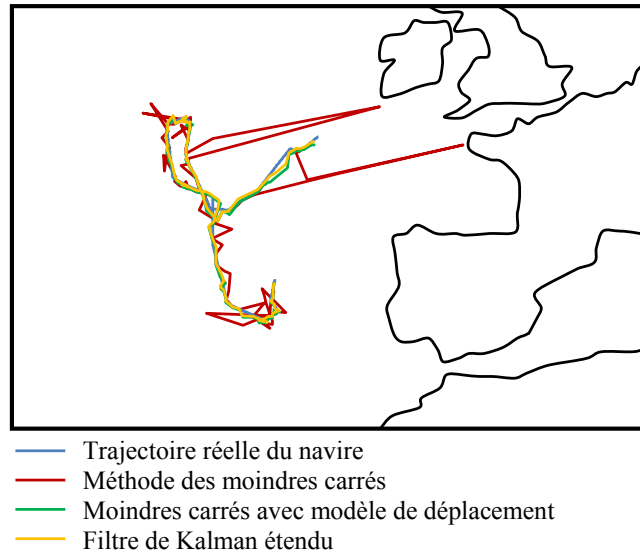 Trajectoire réelle du navire
Méthode des moindres carrés
Moindres carrés avec modèle de déplacement
Filtre de Kalman étendu